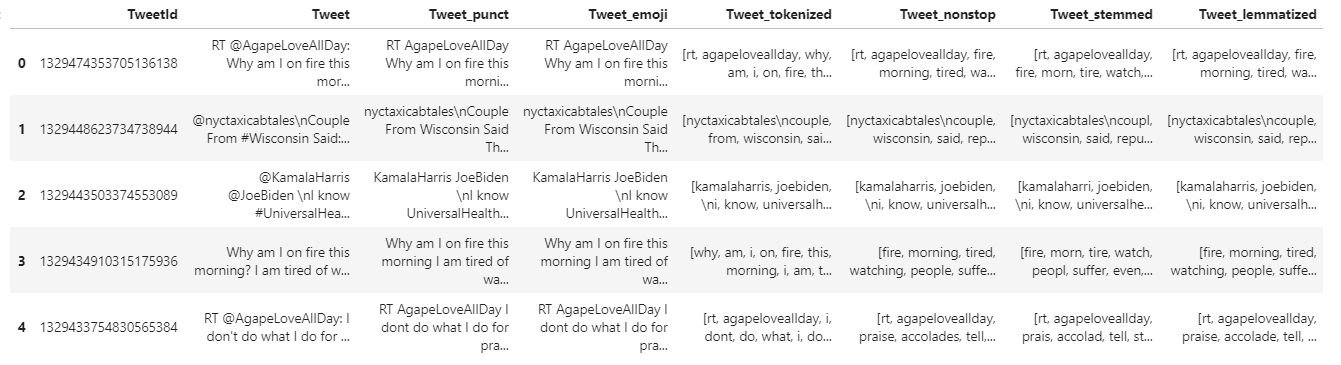 TweetId Tweet Tweet_punct Tweet_emoji Tweet_tokenized Tweet_nonstop Tweet_stemmed Tweet_lemmatized
0 1329474353705136138 RT @AgapeLoveAllDay: Why am I on fire this mor... RT AgapeLoveAllDay Why am I on fire this morni... RT AgapeLoveAllDay Why am I on fire this morni... [rt, agapeloveallday, why, am, i, on, fire, th... [rt, agapeloveallday, fire, morning, tired, wa... [rt, agapeloveallday, fire, morn, tire, watch,... [rt, agapeloveallday, fire, morning, tired, wa...
1 1329448623734738944 @nyctaxicabtales\nCouple From #Wisconsin Said:... nyctaxicabtales\nCouple From Wisconsin Said Th... nyctaxicabtales\nCouple From Wisconsin Said Th... [nyctaxicabtales\ncouple, from, wisconsin, sai... [nyctaxicabtales\ncouple, wisconsin, said, rep... [nyctaxicabtales\ncoupl, wisconsin, said, repu... [nyctaxicabtales\ncouple, wisconsin, said, rep...
2 1329443503374553089 @KamalaHarris @JoeBiden \nI know #UniversalHea... KamalaHarris JoeBiden \nI know UniversalHealth... KamalaHarris JoeBiden \nI know UniversalHealth... [kamalaharris, joebiden, \ni, know, universalh... [kamalaharris, joebiden, \ni, know, universalh... [kamalaharri, joebiden, \ni, know, universalhe... [kamalaharris, joebiden, \ni, know, universalh...
3 1329434910315175936 Why am I on fire this morning? I am tired of w... Why am I on fire this morning I am tired of wa... Why am I on fire this morning I am tired of wa... [why, am, i, on, fire, this, morning, i, am, t... [fire, morning, tired, watching, people, suffe... [fire, morn, tire, watch, peopl, suffer, even,... [fire, morning, tired, watching, people, suffe...
4 1329433754830565384 RT @AgapeLoveAllDay: I don't do what I do for ... RT AgapeLoveAllDay I dont do what I do for pra... RT AgapeLoveAllDay I dont do what I do for pra... [rt, agapeloveallday, i, dont, do, what, i, do... [rt, agapeloveallday, praise, accolades, tell,... [rt, agapeloveallday, prais, accolad, tell, st... [rt, agapeloveallday, praise, accolade, tell, ...